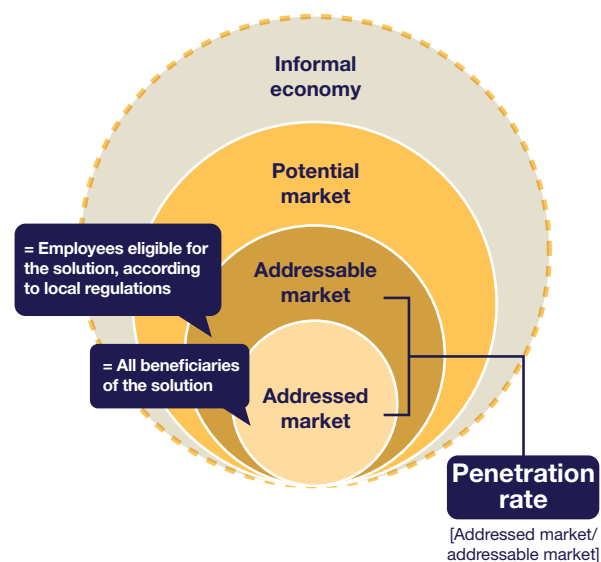 Informal
economy
Potential
market
= Employees eligible for
the solution, according
to local regulations
Addressable
market
= All beneficiaries
of the solution
Addressed
market
Penetration
rate
[Addressed market/
addressable market]